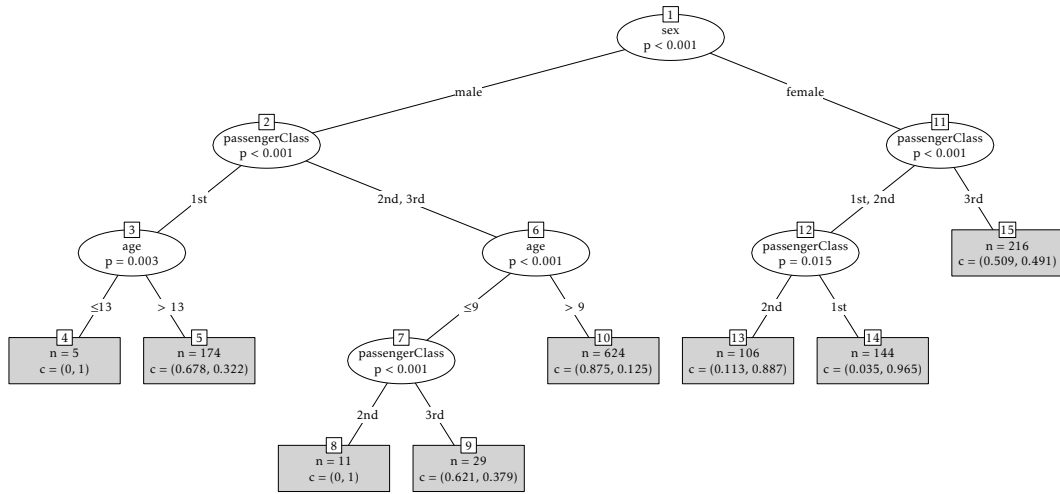 1
sex
p < 0.001
male
female
2
passengerClass
p < 0.001
11
passengerClass
p < 0.001
1st
2nd, 3rd
1st, 2nd
3rd
3
age
p = 0.003
6
age
p < 0.001
12
passengerClass
p = 0.015
15
n = 216
c = (0.509, 0.491)
≤13
> 13
≤9
> 9
2nd
1st
4
n = 5
c = (0, 1)
5
n = 174
c = (0.678, 0.322)
7
passengerClass
p < 0.001
10
n = 624
c = (0.875, 0.125)
13
n = 106
c = (0.113, 0.887)
14
n = 144
c = (0.035, 0.965)
2nd
3rd
8
n = 11
c = (0, 1)
9
n = 29
c = (0.621, 0.379)